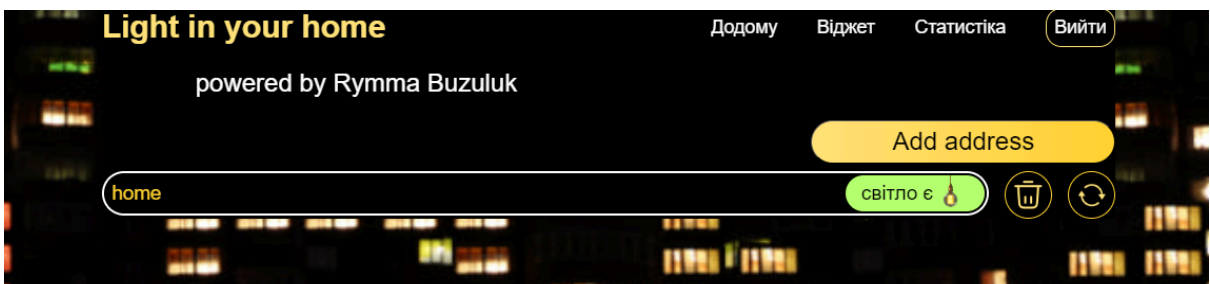 Light in your home
Додому Віджет Статистіка Вийти
powered by Rymma Buzuluk
Add address
home
світло є